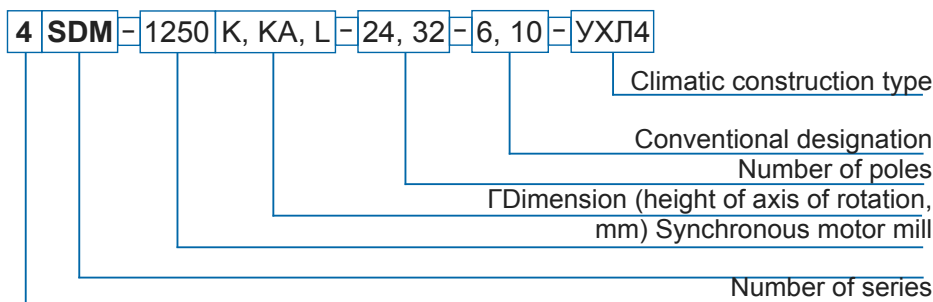 4 SDM – 1250 K, KA, L – 24, 32 – 6, 10 – УХЛ4
Climatic construction type
Conventional designation
Number of poles
ГDimension (height of axis of rotation,
mm) Synchronous motor mill
Number of series